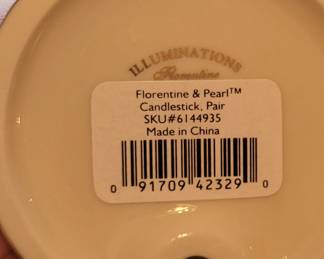 ILLUMINATIONS
Florentine
Florentine & Pearl™
Candlestick, Pair
SKU#6144935
Made in China
0 91709 42329 0